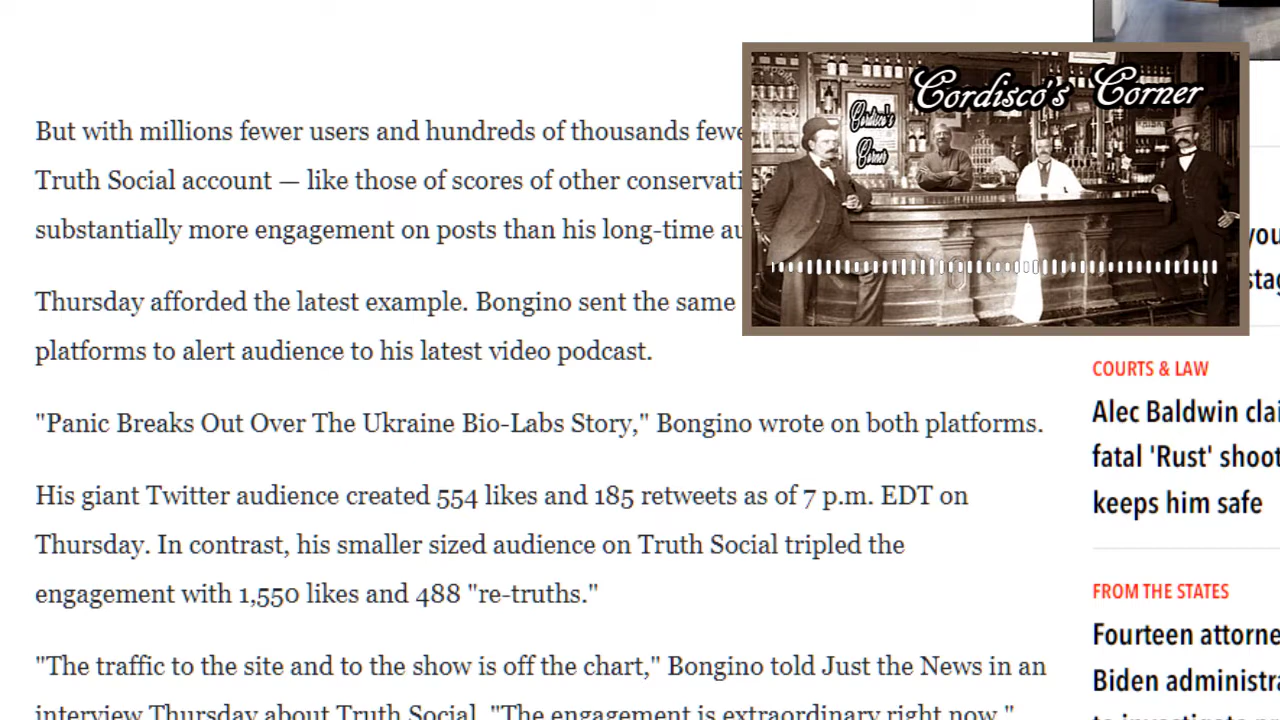 But with millions fewer users and hundreds of thousands
Truth Social account — like those of scores of other
substantially more engagement on posts than his long-time
Thursday afforded the latest example. Bongino sent the same
platforms to alert audience to his latest video podcast.
"Panic Breaks Out Over The Ukraine Bio-Labs Story," Bongino wrote on both platforms.
His giant Twitter audience created 554 likes and 185 retweets as of 7 p.m. EDT on
Thursday. In contrast, his smaller sized audience on Truth Social tripled the
engagement with 1,550 likes and 488 "re-truths."
"The traffic to the site and to the show is off the chart," Bongino told Just the News in an
interview Thursday about Truth Social. "The engagement is extraordinary right now."
Cordisco's Corner
Cordisco's
Corner
COURTS & LAW
Alec Baldwin
fatal 'Rust'
keeps him safe
FROM THE STATES
Fourteen
Biden